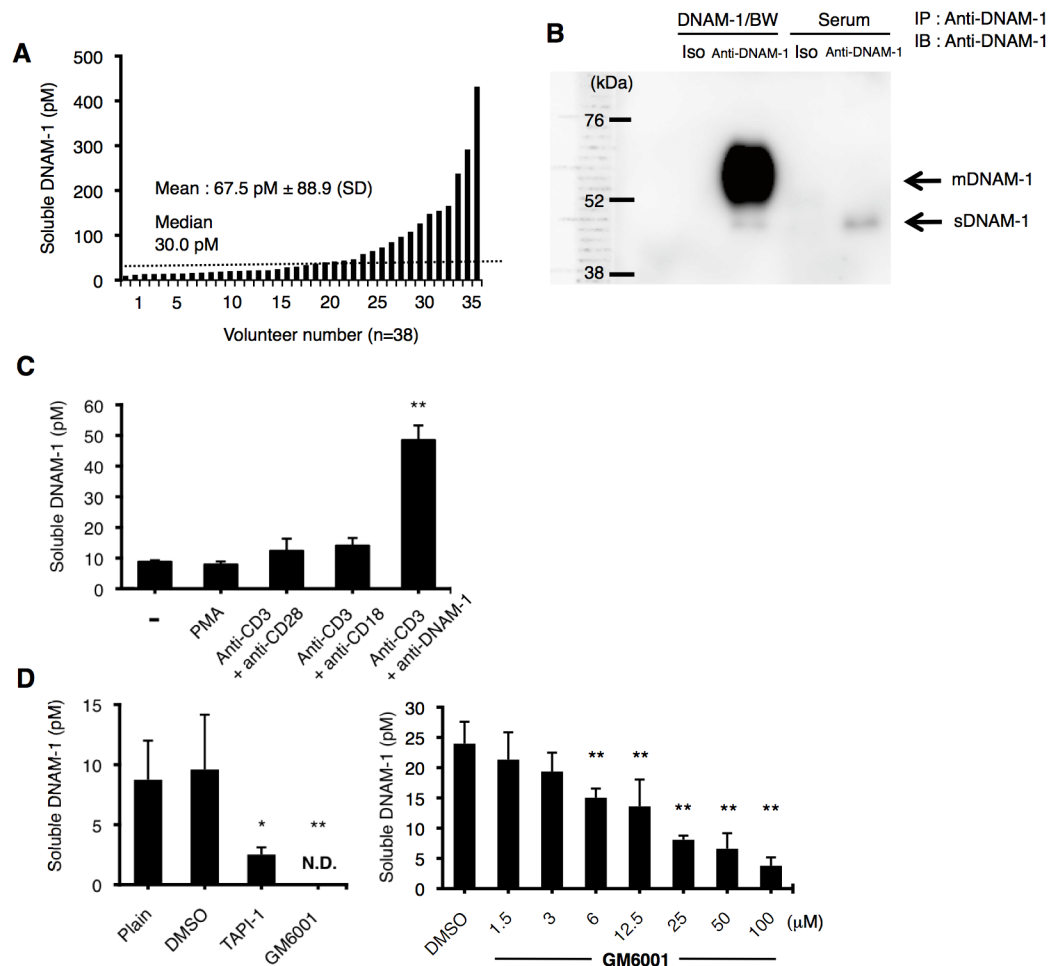 A
Soluble DNAM-1 (pM)
500
400
300
200
100
0
Mean : 67.5 pM ± 88.9 (SD)
Median
30.0 pM
1 5 10 15 20 25 30 35
Volunteer number (n=38)
B
DNAM-1/BW Serum
Iso Anti-DNAM-1 Iso Anti-DNAM-1
IP : Anti-DNAM-1
IB : Anti-DNAM-1
(kDa)
76
52
38
mDNAM-1
sDNAM-1
C
Soluble DNAM-1 (pM)
60
50
40
30
20
10
0
**
-
PMA
Anti-CD3
+ anti-CD28
Anti-CD3
+ anti-CD18
Anti-CD3
+ anti-DNAM-1
D
Soluble DNAM-1 (pM)
15
10
5
0
* **
N.D.
Plain DMSO TAPI-1 GM6001
Soluble DNAM-1 (pM)
30
25
20
15
10
5
0
** ** ** ** **
DMSO 1.5 3 6 12.5 25 50 100 (μM)
GM6001